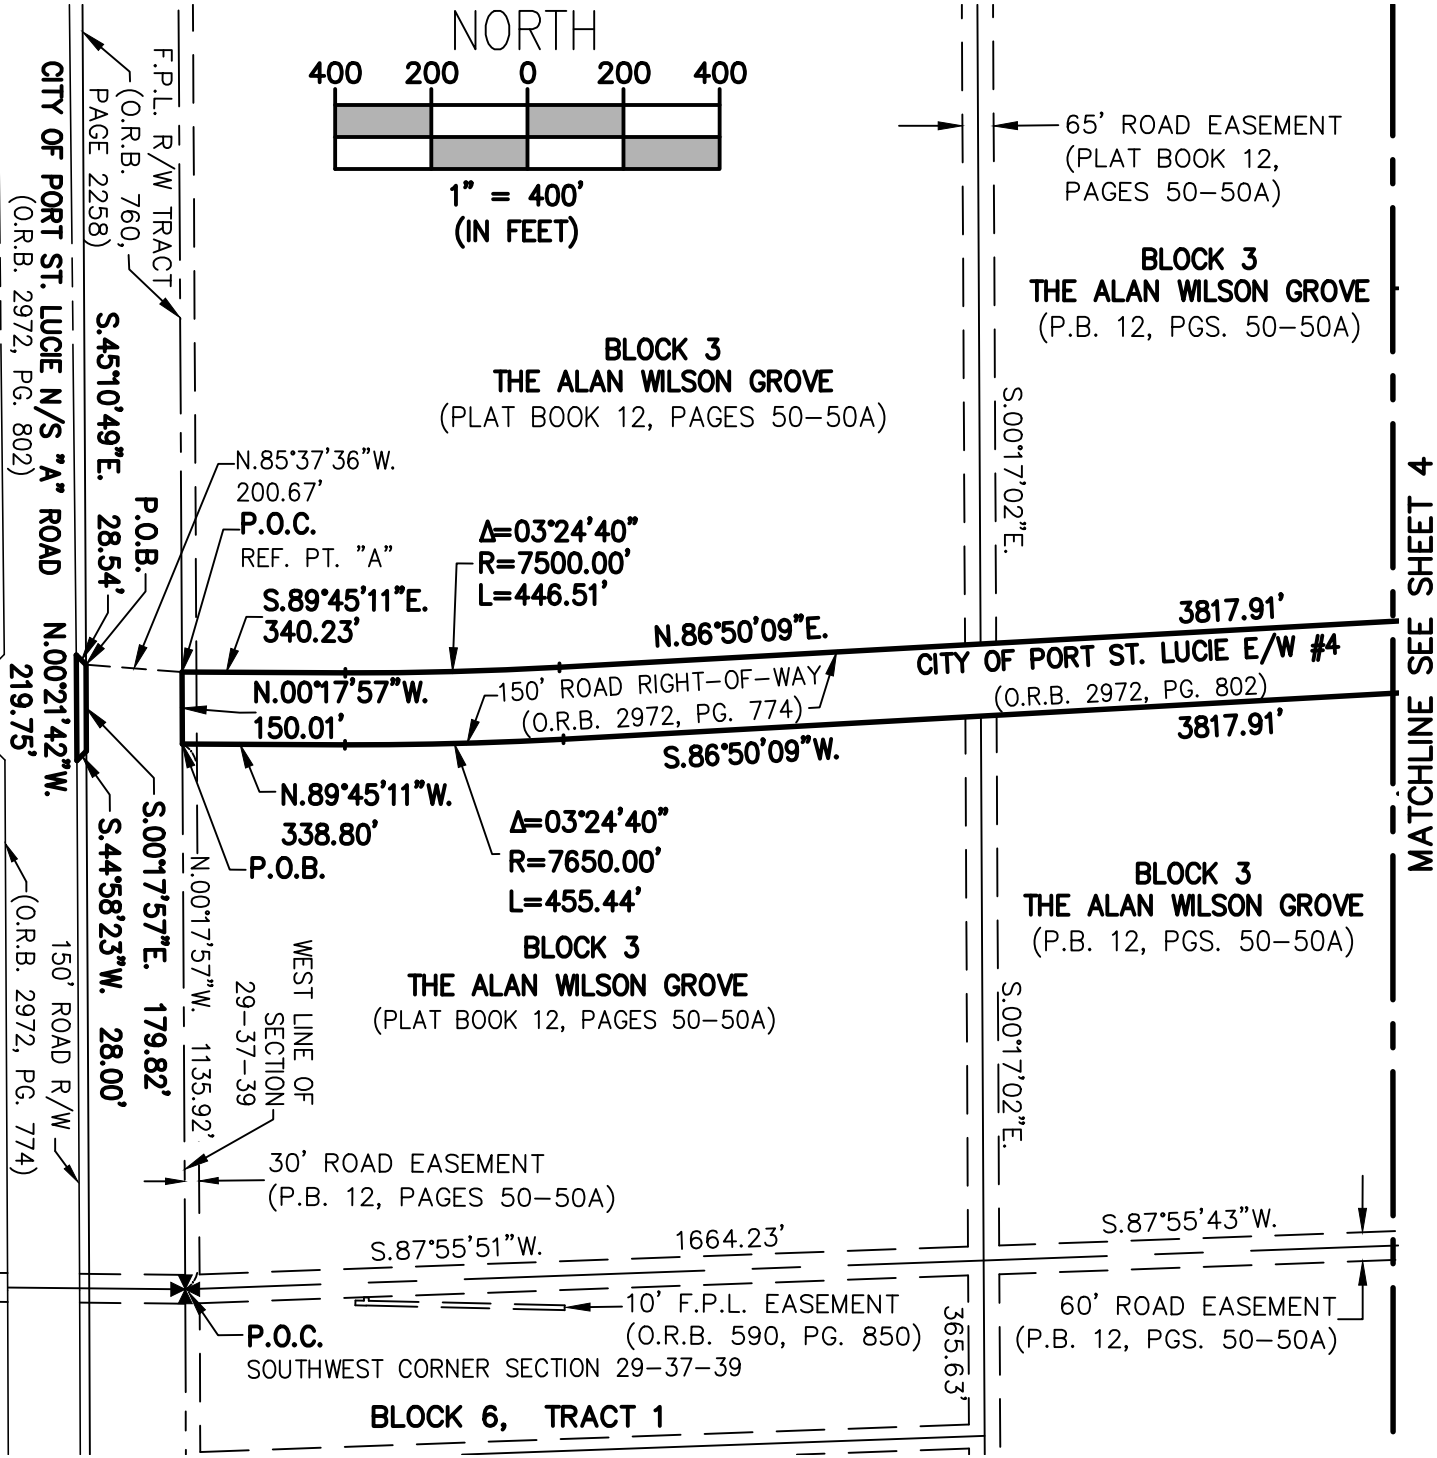 NORTH
400 200 0 200 400
1" = 400'
(IN FEET)
65' ROAD EASEMENT
(PLAT BOOK 12,
PAGES 50-50A)
BLOCK 3
THE ALAN WILSON GROVE
(P.B. 12, PGS. 50-50A)
F.P.L. R/W TRACT
(O.R.B. 760,
PAGE 2258)
CITY OF PORT ST. LUCIE N/S "A" ROAD
(O.R.B. 2972, PG. 802)
S.45°10'49"E. 28.54'
P.O.B.
BLOCK 3
THE ALAN WILSON GROVE
(PLAT BOOK 12, PAGES 50-50A)
S.00°17'02"E.
MATCHLINE SEE SHEET 4
N.85°37'36"W.
200.67'
P.O.C.
REF. PT. "A"
S.89°45'11"E.
340.23'
Δ=03°24'40"
R=7500.00'
L=446.51'
N.86°50'09"E.
3817.91'
CITY OF PORT ST. LUCIE E/W #4
(O.R.B. 2972, PG. 802)
150' ROAD RIGHT-OF-WAY
(O.R.B. 2972, PG. 774)
N.00°17'57"W.
150.01'
N.00°21'42"W.
219.75'
S.86°50'09"W.
3817.91'
N.89°45'11"W.
338.80'
P.O.B.
Δ=03°24'40"
R=7650.00'
L=455.44'
S.00°17'57"E. 179.82'
S.44°58'23"W. 28.00'
N.00°17'57"W. 1135.92'
150' ROAD R/W
(O.R.B. 2972, PG. 774)
WEST LINE OF
SECTION
29-37-39
BLOCK 3
THE ALAN WILSON GROVE
(PLAT BOOK 12, PAGES 50-50A)
BLOCK 3
THE ALAN WILSON GROVE
(P.B. 12, PGS. 50-50A)
S.00°17'02"E.
30' ROAD EASEMENT
(P.B. 12, PAGES 50-50A)
S.87°55'51"W. 1664.23'
S.87°55'43"W.
10' F.P.L. EASEMENT
(O.R.B. 590, PG. 850)
365.63'
60' ROAD EASEMENT
(P.B. 12, PGS. 50-50A)
P.O.C.
SOUTHWEST CORNER SECTION 29-37-39
BLOCK 6, TRACT 1